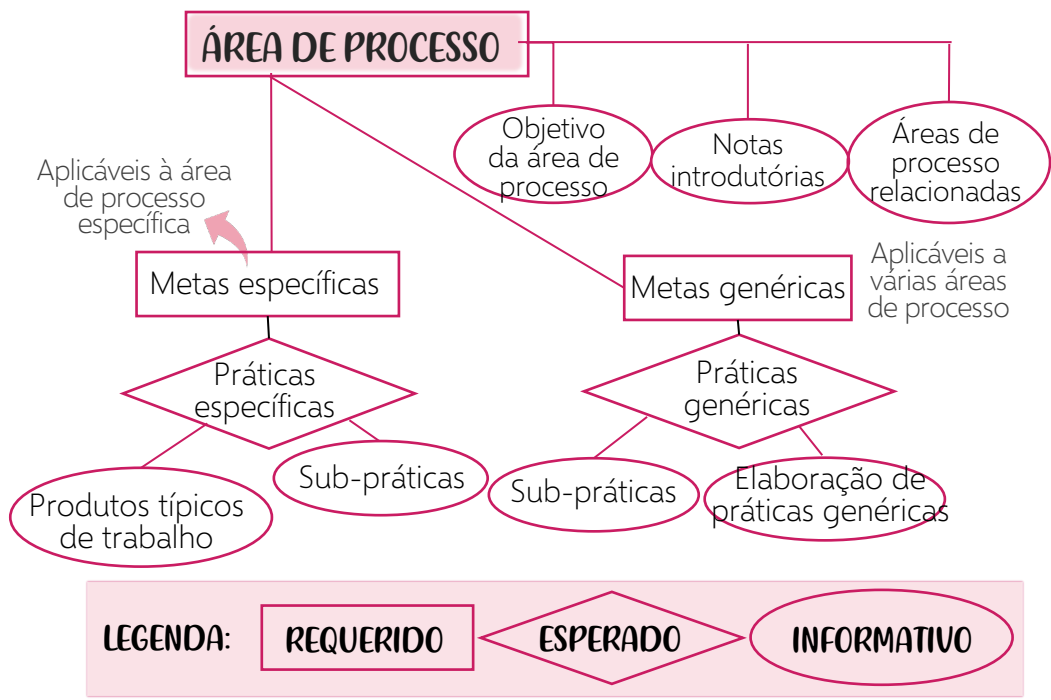 ÁREA DE PROCESSO
Objetivo
da área de
processo
Notas
introdutórias
Áreas de
processo
relacionadas
Aplicáveis à área
de processo
específica
Metas específicas
Metas genéricas
Aplicáveis a
várias áreas
de processo
Práticas
específicas
Práticas
genéricas
Produtos típicos
de trabalho
Sub-práticas
Sub-práticas
Elaboração de
práticas genéricas
LEGENDA:
REQUERIDO
ESPERADO
INFORMATIVO